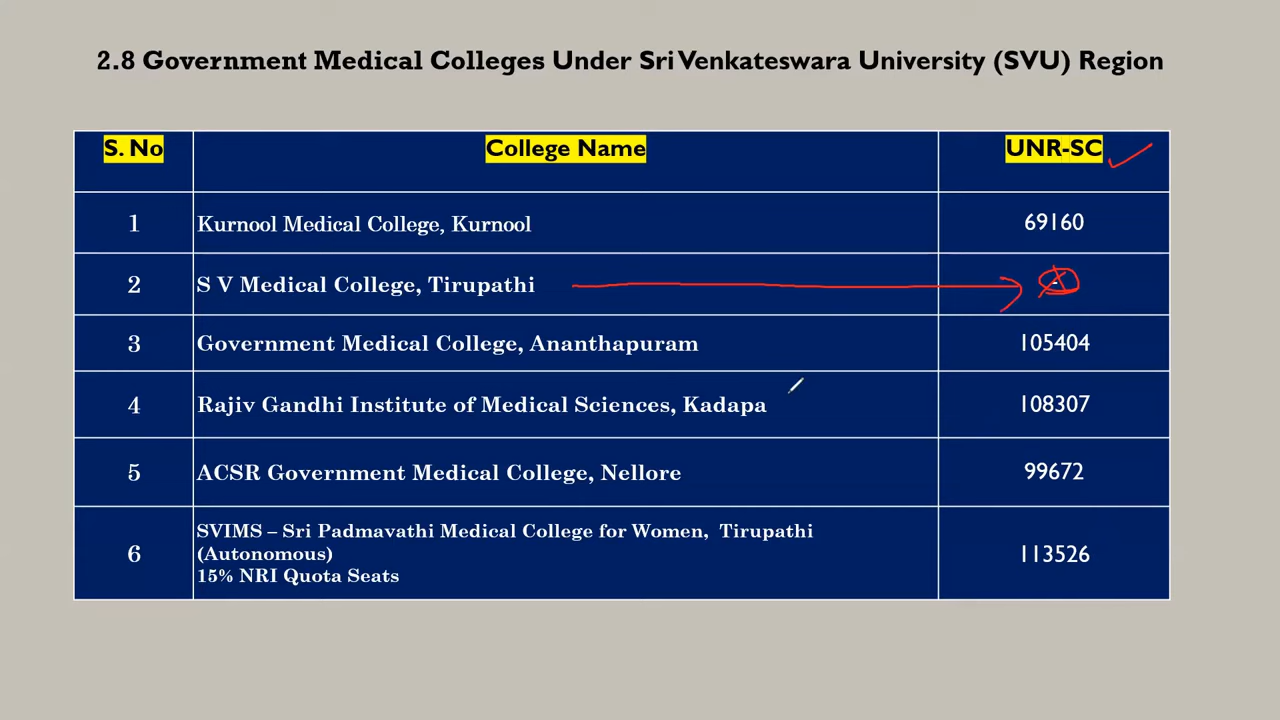 2.8 Government Medical Colleges Under Sri Venkateswara University (SVU) Region
S. No College Name UNR-SC
1 Kurnool Medical College, Kurnool 69160
2 S V Medical College, Tirupathi -
3 Government Medical College, Ananthapuram 105404
4 Rajiv Gandhi Institute of Medical Sciences, Kadapa 108307
5 ACSR Government Medical College, Nellore 99672
6 SVIMS – Sri Padmavathi Medical College for Women, Tirupathi
(Autonomous)
15% NRI Quota Seats 113526